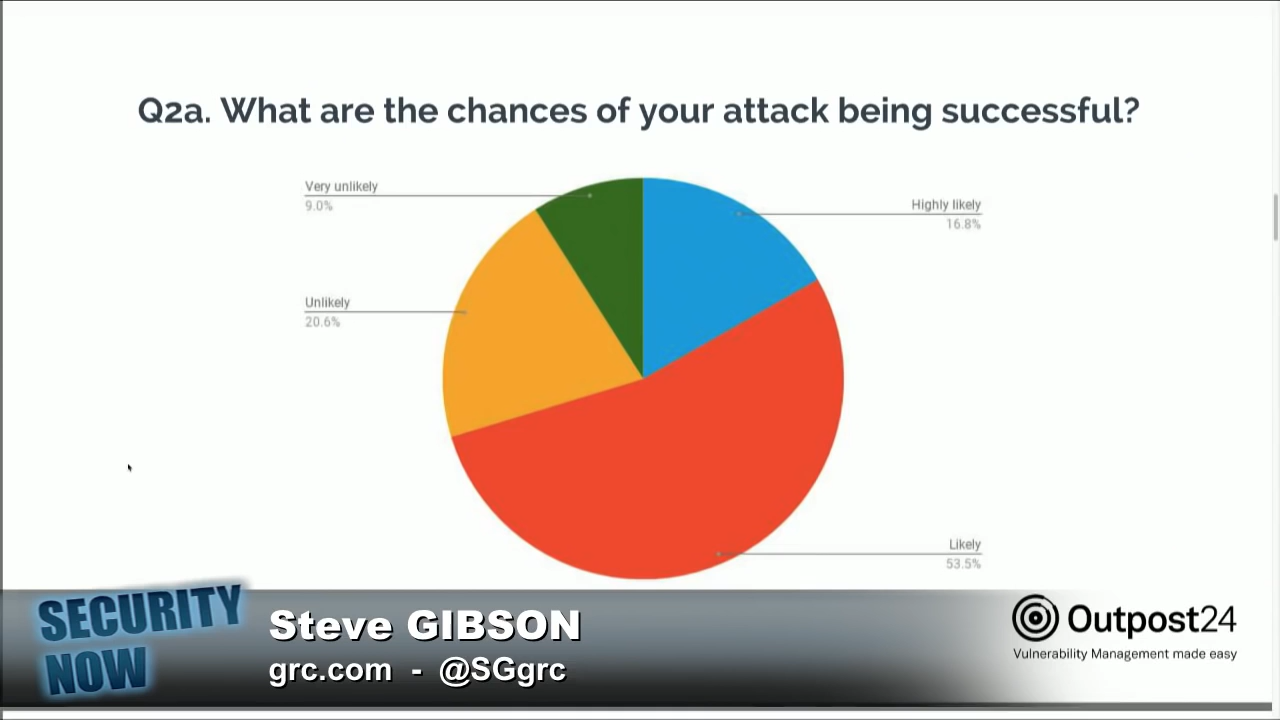 Q2a. What are the chances of your attack being successful?
Very unlikely
9.0%
Highly likely
16.8%
Unlikely
20.6%
Likely
53.5%
SECURITY
NOW
Steve GIBSON
grc.com - @SGgrc
Outpost24
Vulnerability Management made easy